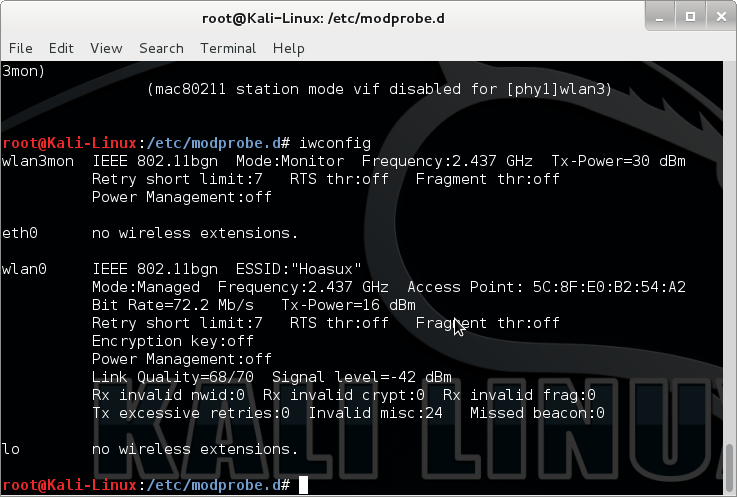 root@Kali-Linux: /etc/modprobe.d
File Edit View Search Terminal Help
3mon)
(mac80211 station mode vif disabled for [phy1]wlan3)
root@Kali-Linux:/etc/modprobe.d# iwconfig
wlan3mon  IEEE 802.11bgn  Mode:Monitor  Frequency:2.437 GHz  Tx-Power=30 dBm
Retry short limit:7   RTS thr:off   Fragment thr:off
Power Management:off
eth0      no wireless extensions.
wlan0     IEEE 802.11bgn  ESSID:"Hoasux"
Mode:Managed  Frequency:2.437 GHz  Access Point: 5C:8F:E0:B2:54:A2
Bit Rate=72.2 Mb/s   Tx-Power=16 dBm
Retry short limit:7   RTS thr:off   Fragment thr:off
Encryption key:off
Power Management:off
Link Quality=68/70  Signal level=-42 dBm
Rx invalid nwid:0  Rx invalid crypt:0  Rx invalid frag:0
Tx excessive retries:0  Invalid misc:24   Missed beacon:0
lo        no wireless extensions.
root@Kali-Linux:/etc/modprobe.d#
KALI LINUX